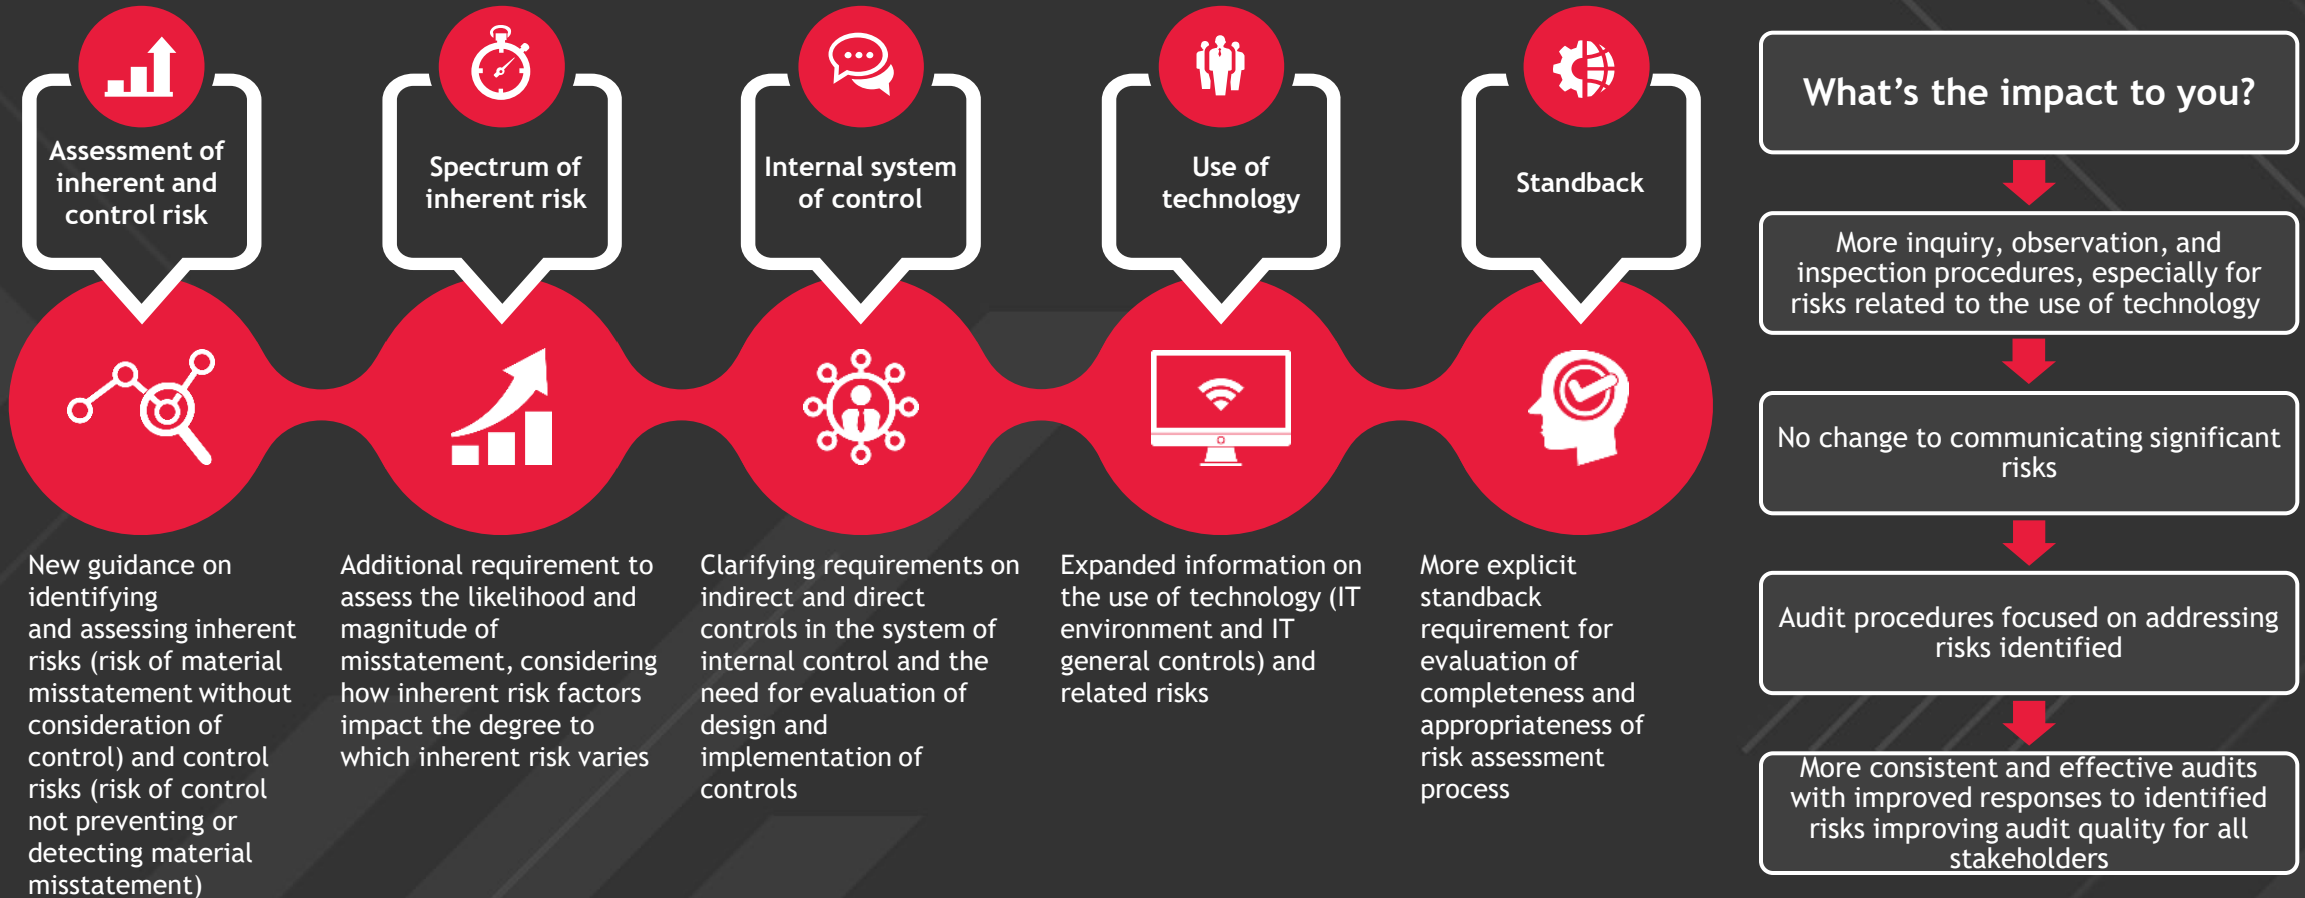 Assessment of
inherent and
control risk
Spectrum of
inherent risk
Internal system
of control
Use of
technology
Standback
New guidance on
identifying
and assessing inherent
risks (risk of material
misstatement without
consideration of
control) and control
risks (risk of control
not preventing or
detecting material
misstatement)
Additional requirement to
assess the likelihood and
magnitude of
misstatement, considering
how inherent risk factors
impact the degree to
which inherent risk varies
Clarifying requirements on
indirect and direct
controls in the system of
internal control and the
need for evaluation of
design and
implementation of
controls
Expanded information on
the use of technology (IT
environment and IT
general controls) and
related risks
More explicit
standback
requirement for
evaluation of
completeness and
appropriateness of
risk assessment
process
What’s the impact to you?
More inquiry, observation, and
inspection procedures, especially for
risks related to the use of technology
No change to communicating significant
risks
Audit procedures focused on addressing
risks identified
More consistent and effective audits
with improved responses to identified
risks improving audit quality for all
stakeholders